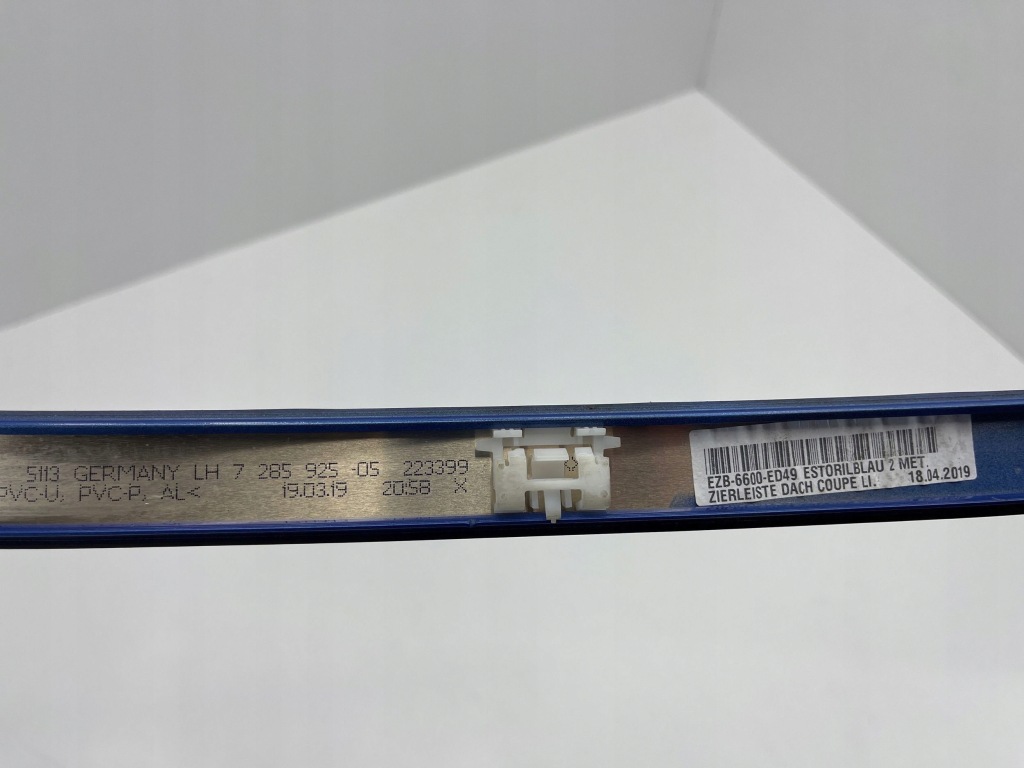 5113 GERMANY LH 7 285 925 -05 223399
PVC-U, PVC-P, AL< 19.03.19 20:58 X
EZB-6600-ED49 ESTORILBLAU 2 MET
ZIERLEISTE DACH COUPE LI. 18.04.2019